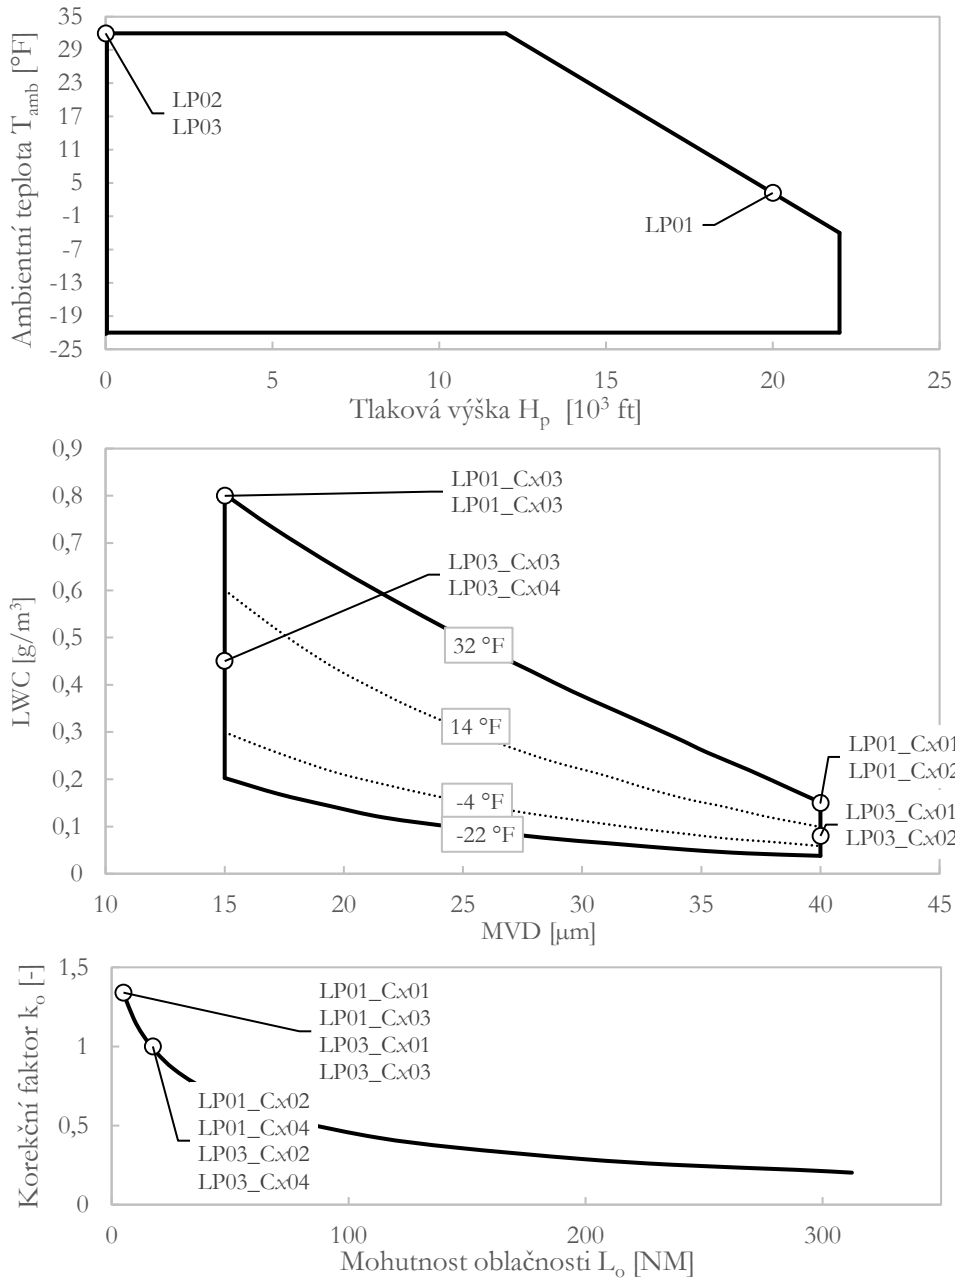 Ambientní teplota T_amb [°F]
35
29
23
17
11
5
-1
-7
-13
-19
-25
LP02
LP03
LP01
0 5 10 15 20 25
Tlaková výška H_p [10³ ft]
LWC [g/m³]
0,9
0,8
0,7
0,6
0,5
0,4
0,3
0,2
0,1
0
LP01_Cx03
LP01_Cx03
LP03_Cx03
LP03_Cx04
32 °F
14 °F
-4 °F
-22 °F
LP01_Cx01
LP01_Cx02
LP03_Cx01
LP03_Cx02
10 15 20 25 30 35 40 45
MVD [µm]
Korekční faktor k_o [-]
1,5
1
0,5
0
LP01_Cx01
LP01_Cx03
LP03_Cx01
LP03_Cx03
LP01_Cx02
LP01_Cx04
LP03_Cx02
LP03_Cx04
0 100 200 300
Mohutnost oblačnosti L_o [NM]